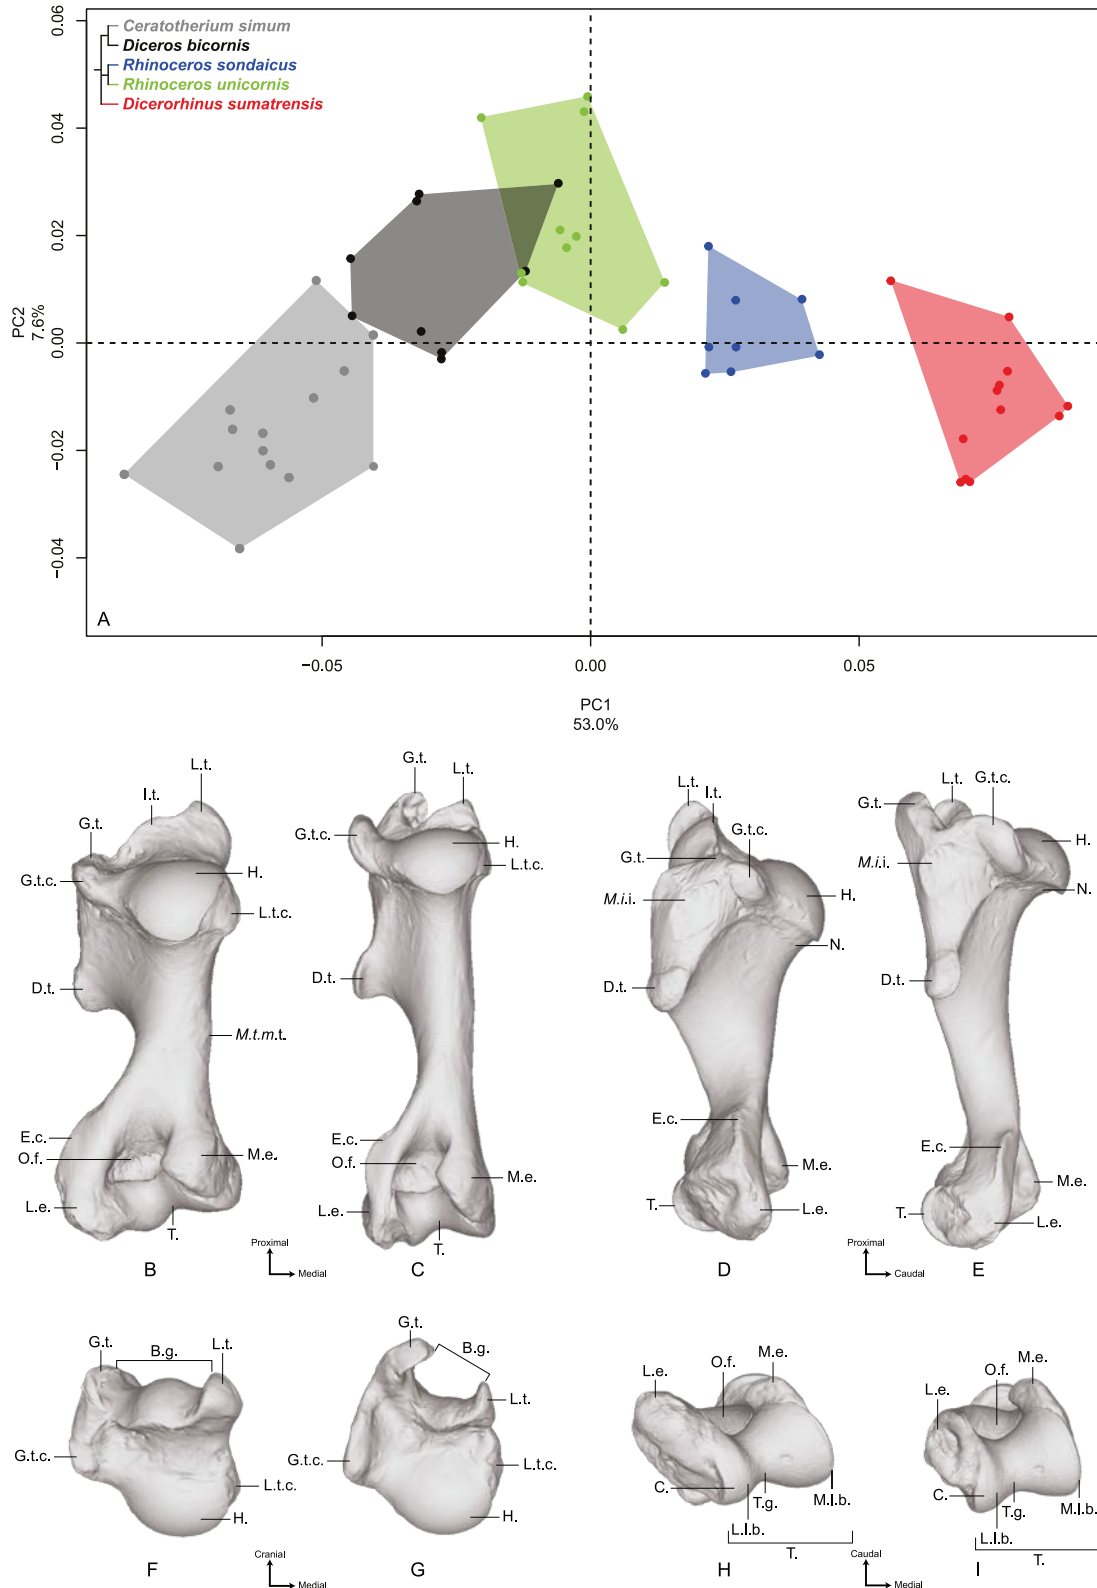 0.06
0.04
0.02
0.00
−0.02
−0.04
PC2
7.6%
Ceratotherium simum
Diceros bicornis
Rhinoceros sondaicus
Rhinoceros unicornis
Dicerorhinus sumatrensis
A
−0.05
0.00
0.05
PC1
53.0%
L.t.
I.t.
G.t.
G.t.c.
H.
L.t.c.
D.t.
M.t.m.t.
E.c.
O.f.
M.e.
L.e.
T.
Proximal
Medial
B
G.t.
L.t.
G.t.c.
H.
L.t.c.
D.t.
E.c.
O.f.
M.e.
L.e.
T.
C
L.t.
I.t.
G.t.c.
G.t.
M.i.i.
H.
N.
D.t.
E.c.
M.e.
T.
L.e.
D
Proximal
Caudal
G.t.
L.t.
G.t.c.
H.
M.i.i.
N.
D.t.
E.c.
M.e.
T.
L.e.
E
G.t.
B.g.
L.t.
G.t.c.
L.t.c.
H.
F
Cranial
Medial
G.t.
B.g.
L.t.
G.t.c.
L.t.c.
H.
G
L.e.
O.f.
M.e.
C.
L.l.b.
T.g.
M.l.b.
T.
H
Caudal
Medial
L.e.
O.f.
M.e.
C.
L.l.b.
T.g.
M.l.b.
T.
I